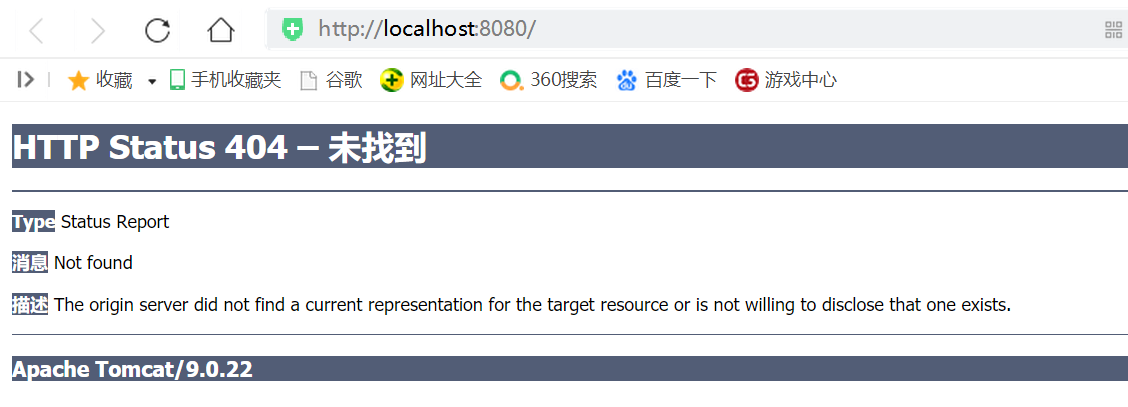 http://localhost:8080/
收藏 手机收藏夹 谷歌 网址大全 360搜索 百度一下 游戏中心
HTTP Status 404 – 未找到
Type Status Report
消息 Not found
描述 The origin server did not find a current representation for the target resource or is not willing to disclose that one exists.
Apache Tomcat/9.0.22